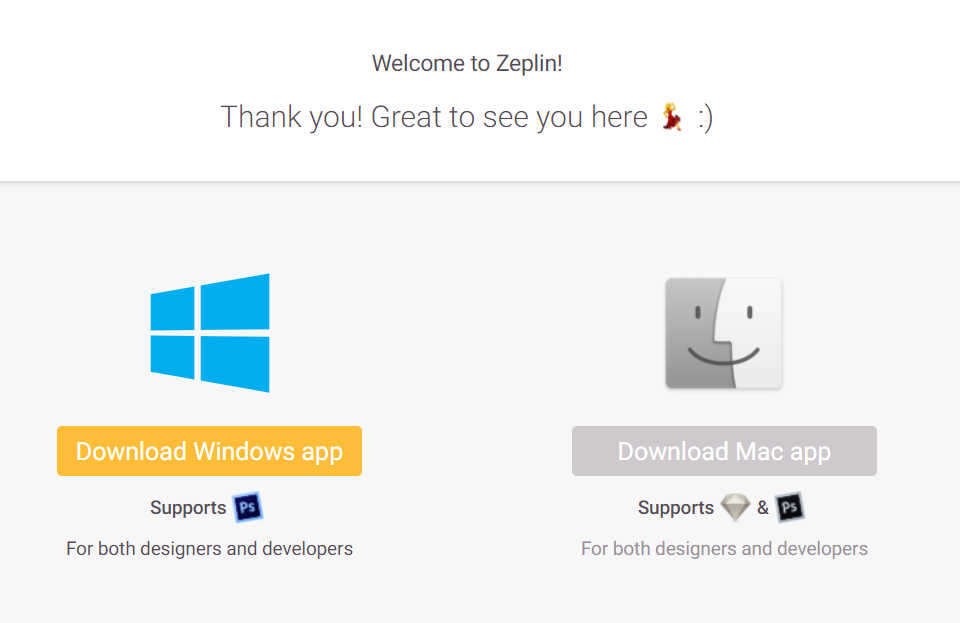 Welcome to Zeplin!
Thank you! Great to see you here 💃 :)
Download Windows app
Supports Ps
For both designers and developers
Download Mac app
Supports & Ps
For both designers and developers